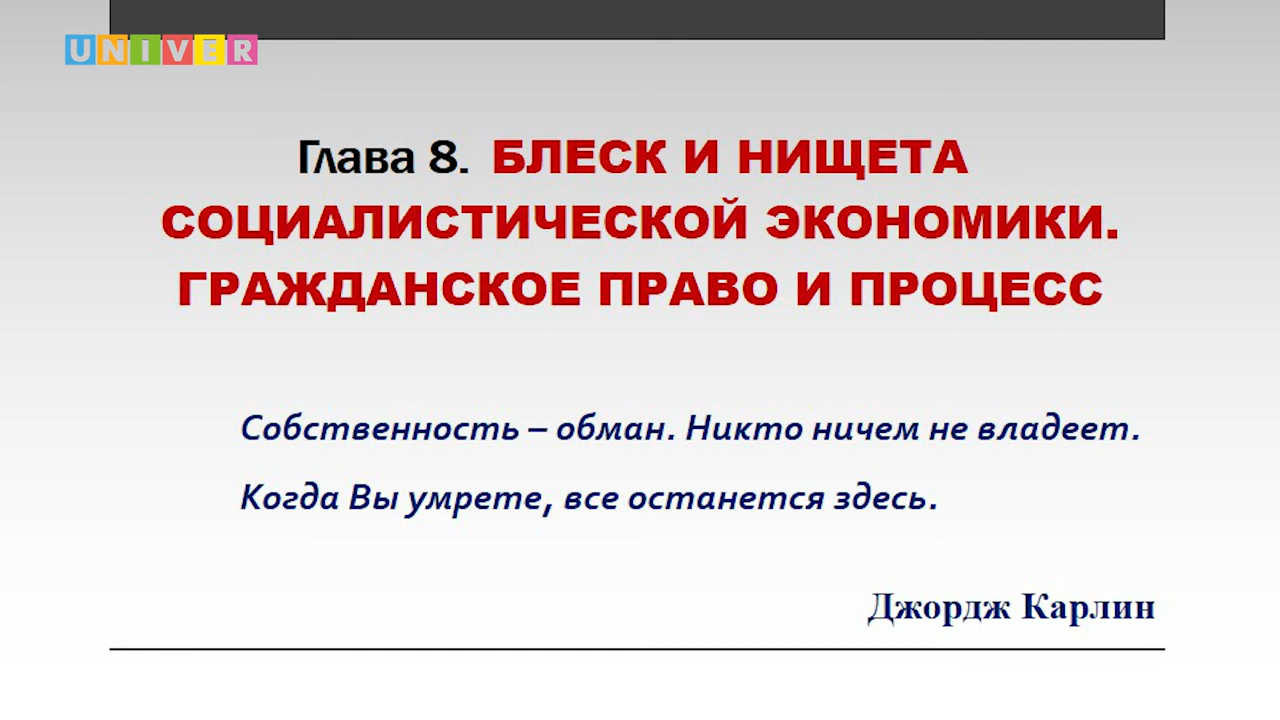 UNIVER
Глава 8. БЛЕСК И НИЩЕТА
СОЦИАЛИСТИЧЕСКОЙ ЭКОНОМИКИ.
ГРАЖДАНСКОЕ ПРАВО И ПРОЦЕСС
Собственность – обман. Никто ничем не владеет.
Когда Вы умрете, все останется здесь.
Джордж Карлин